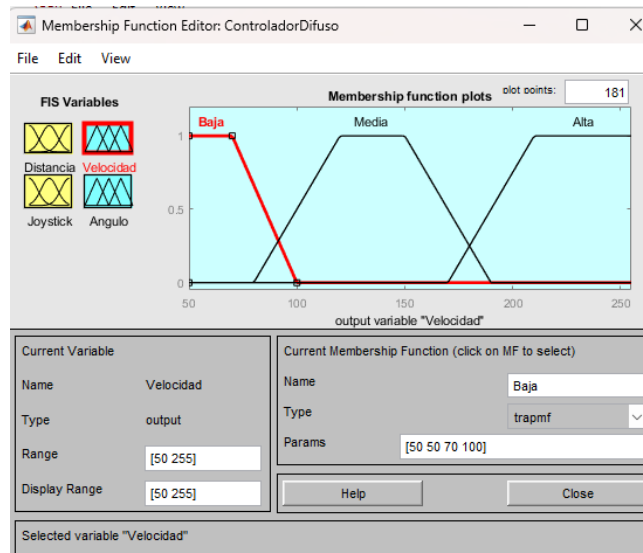 Membership Function Editor: ControladorDifuso
File Edit View
FIS Variables
Distancia Velocidad
Joystick Angulo
Membership function plots plot points: 181
Baja Media Alta
1
0.5
0
50 100 150 200 250
output variable "Velocidad"
Current Variable
Name Velocidad
Type output
Range [50 255]
Display Range [50 255]
Current Membership Function (click on MF to select)
Name Baja
Type trapmf
Params [50 50 70 100]
Help Close
Selected variable "Velocidad"